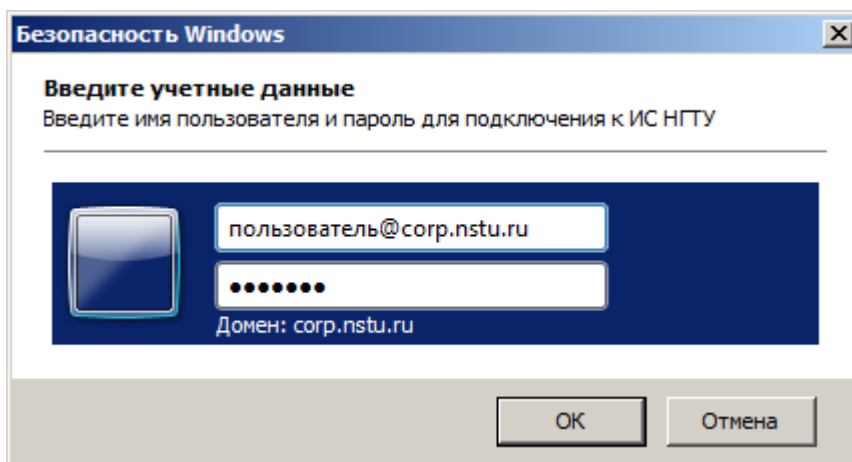 Безопасность Windows
Введите учетные данные
Введите имя пользователя и пароль для подключения к ИС НГТУ
пользователь@corp.nstu.ru
●●●●●●●
Домен: corp.nstu.ru
ОК
Отмена